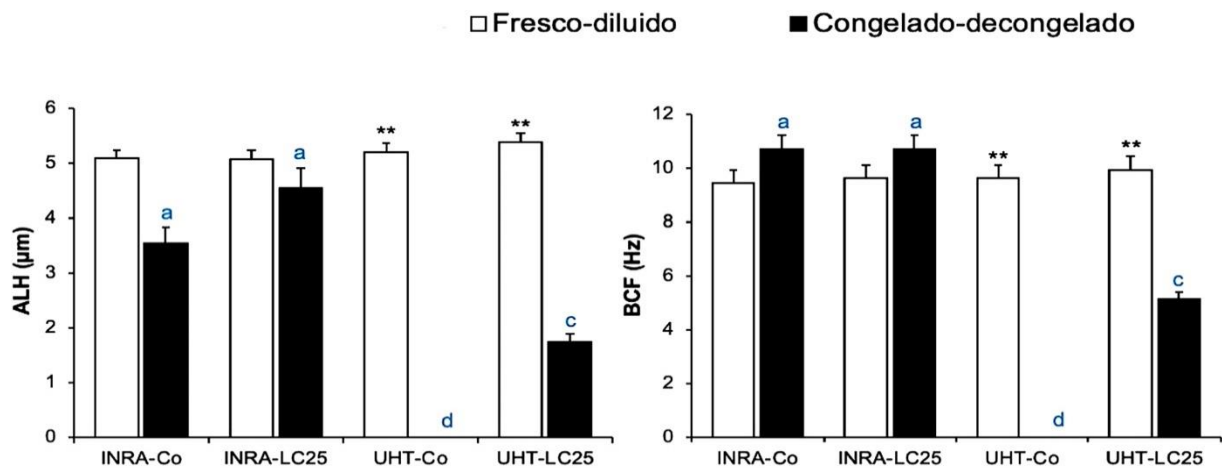 Fresco-diluido
Congelado-decongelado
ALH (µm)
6
5
4
3
2
1
0
a
a
**
**
d
c
INRA-Co
INRA-LC25
UHT-Co
UHT-LC25
BCF (Hz)
12
10
8
6
4
2
0
a
a
**
**
d
c
INRA-Co
INRA-LC25
UHT-Co
UHT-LC25